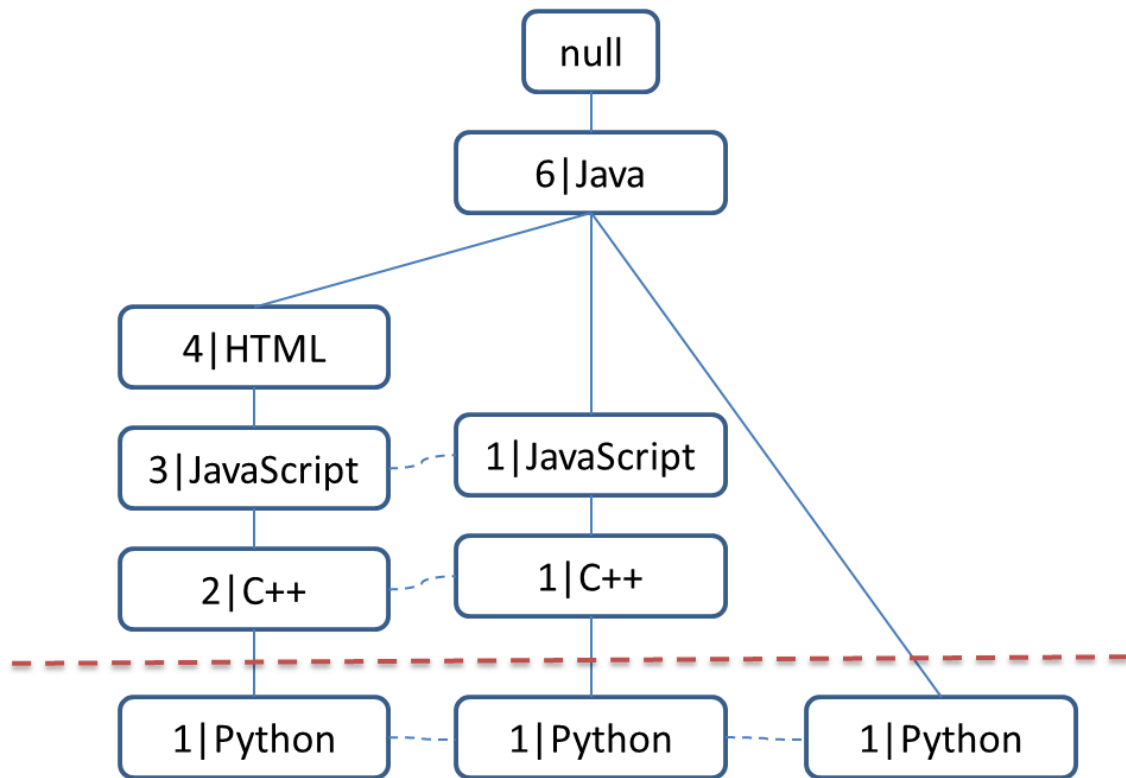 null
6|Java
4|HTML
3|JavaScript
1|JavaScript
2|C++
1|C++
1|Python
1|Python
1|Python